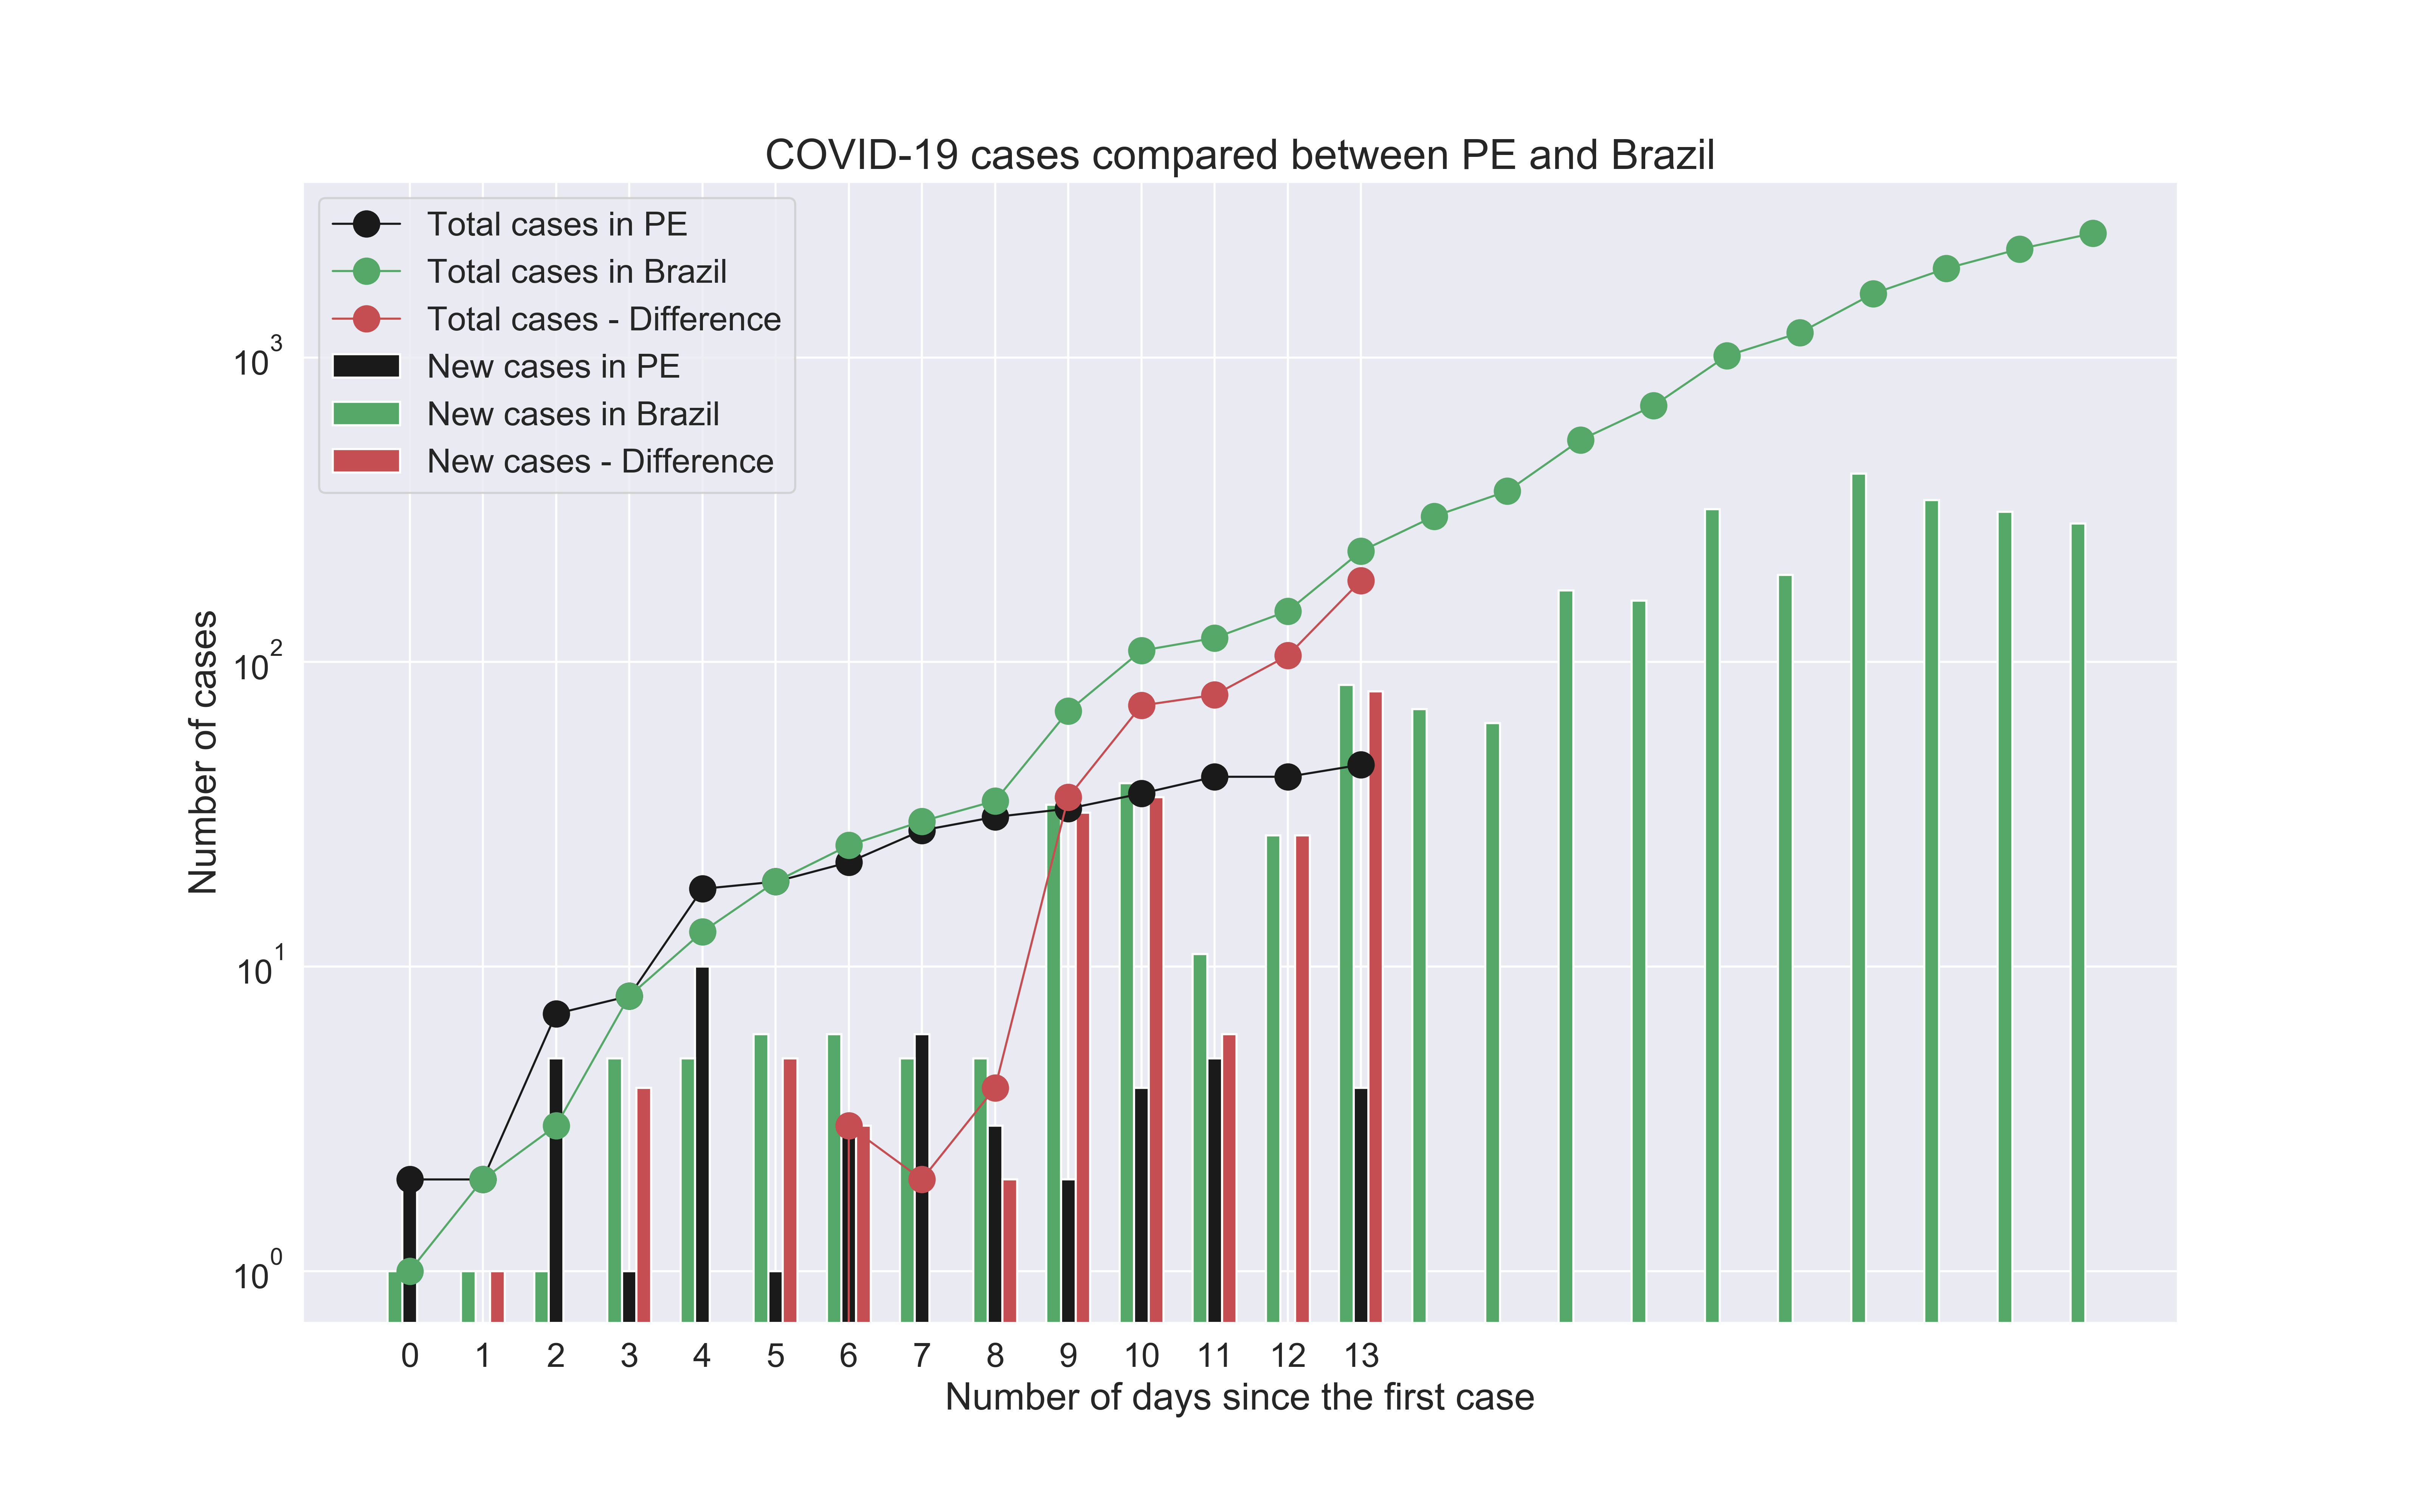 COVID-19 cases compared between PE and Brazil
Total cases in PE
Total cases in Brazil
Total cases - Difference
New cases in PE
New cases in Brazil
New cases - Difference
Number of cases
10³
10²
10¹
10⁰
0 1 2 3 4 5 6 7 8 9 10 11 12 13
Number of days since the first case